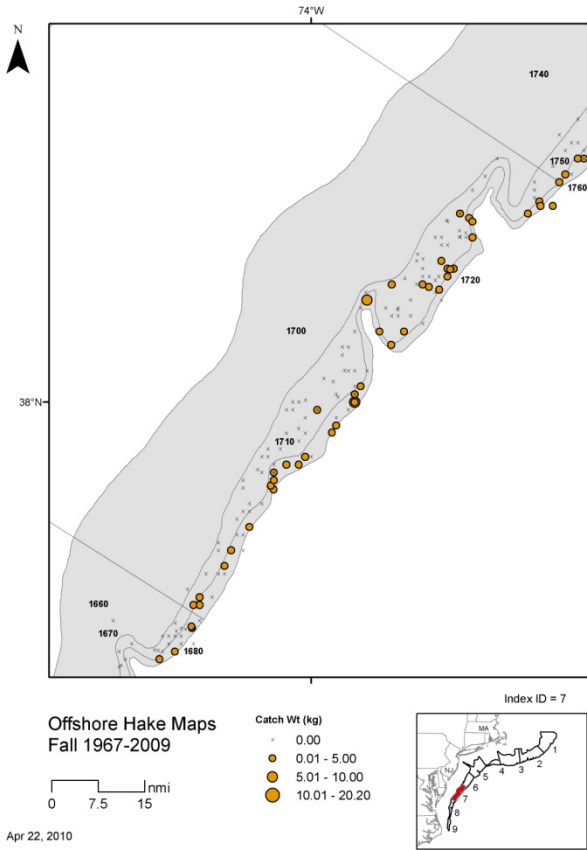 74°W
1740
1750
1760
1720
1700
38°N
1710
1660
1670
1680
Index ID = 7
Offshore Hake Maps
Fall 1967-2009
Catch Wt (kg)
0.00
0.01 - 5.00
5.01 - 10.00
10.01 - 20.20
nmi
0 7.5 15
MA
NJ
1
2
3
4
5
6
7
8
9
Apr 22, 2010